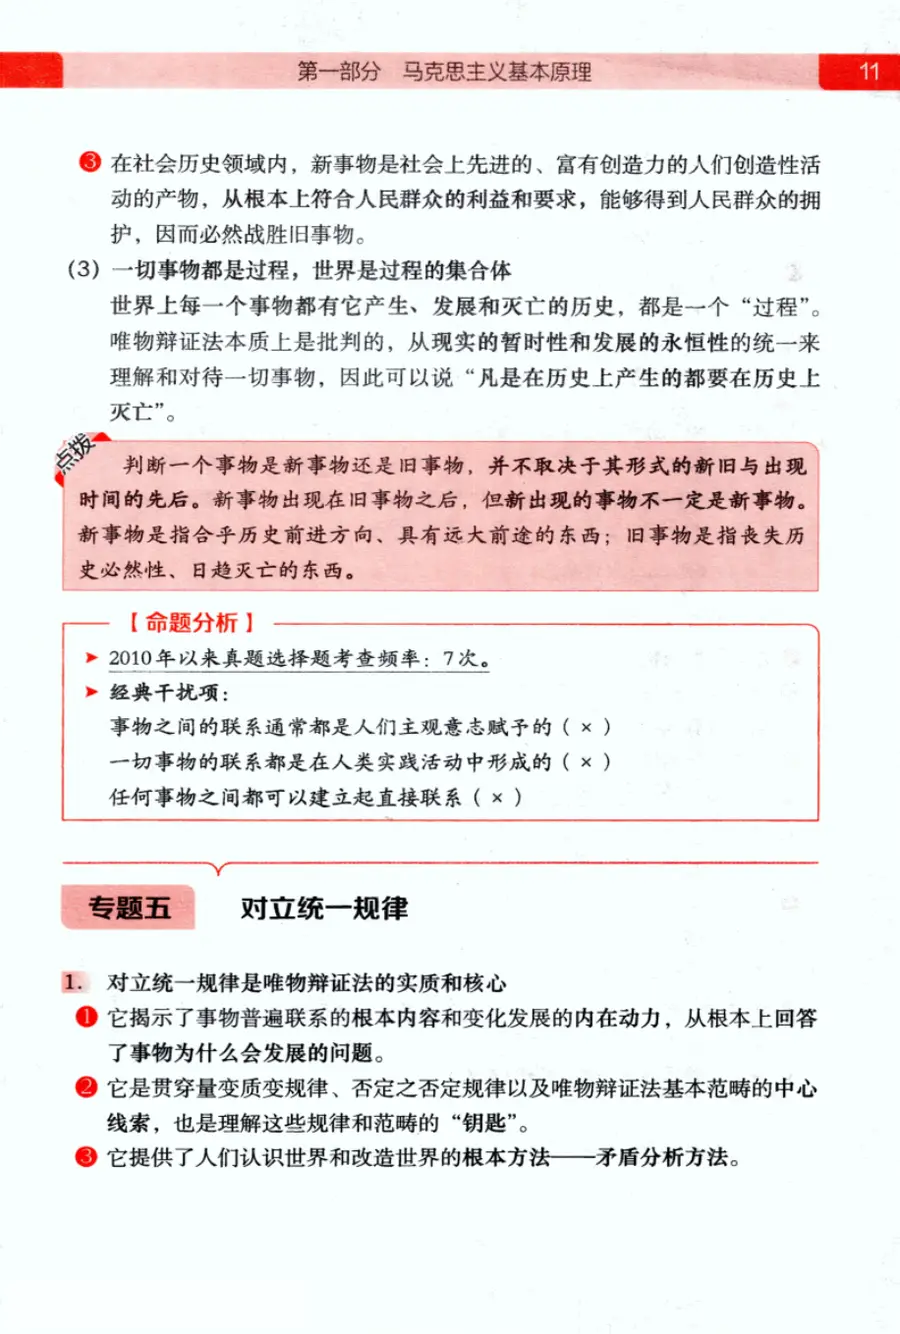 第一部分 马克思主义基本原理 11
❸ 在社会历史领域内，新事物是社会上先进的、富有创造力的人们创造性活
动的产物，从根本上符合人民群众的利益和要求，能够得到人民群众的拥
护，因而必然战胜旧事物。
（3）一切事物都是过程，世界是过程的集合体
世界上每一个事物都有它产生、发展和灭亡的历史，都是一个“过程”。
唯物辩证法本质上是批判的，从现实的暂时性和发展的永恒性的统一来
理解和对待一切事物，因此可以说“凡是在历史上产生的都要在历史上
灭亡”。
点拨
判断一个事物是新事物还是旧事物，并不取决于其形式的新旧与出现
时间的先后。新事物出现在旧事物之后，但新出现的事物不一定是新事物。
新事物是指合乎历史前进方向、具有远大前途的东西；旧事物是指丧失历
史必然性、日趋灭亡的东西。
【命题分析】
➤ 2010年以来真题选择题考查频率：7次。
➤ 经典干扰项：
事物之间的联系通常都是人们主观意志赋予的（×）
一切事物的联系都是在人类实践活动中形成的（×）
任何事物之间都可以建立起直接联系（×）
专题五 对立统一规律
1. 对立统一规律是唯物辩证法的实质和核心
❶ 它揭示了事物普遍联系的根本内容和变化发展的内在动力，从根本上回答
了事物为什么会发展的问题。
❷ 它是贯穿量变质变规律、否定之否定规律以及唯物辩证法基本范畴的中心
线索，也是理解这些规律和范畴的“钥匙”。
❸ 它提供了人们认识世界和改造世界的根本方法——矛盾分析方法。